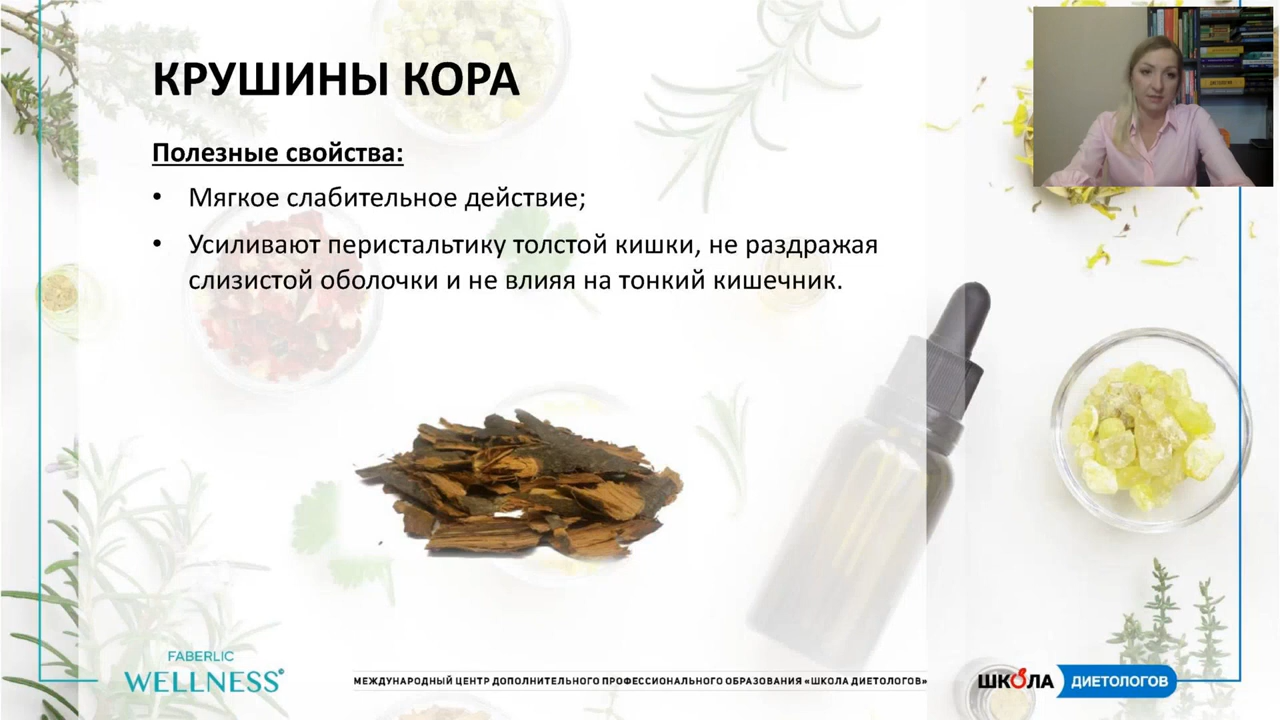 КРУШИНЫ КОРА
Полезные свойства:
• Мягкое слабительное действие;
• Усиливают перистальтику толстой кишки, не раздражая
слизистой оболочки и не влияя на тонкий кишечник.
FABERLIC
WELLNESS©
МЕЖДУНАРОДНЫЙ ЦЕНТР ДОПОЛНИТЕЛЬНОГО ПРОФЕССИОНАЛЬНОГО ОБРАЗОВАНИЯ «ШКОЛА ДИЕТОЛОГОВ»
ШКОЛА ДИЕТОЛОГОВ